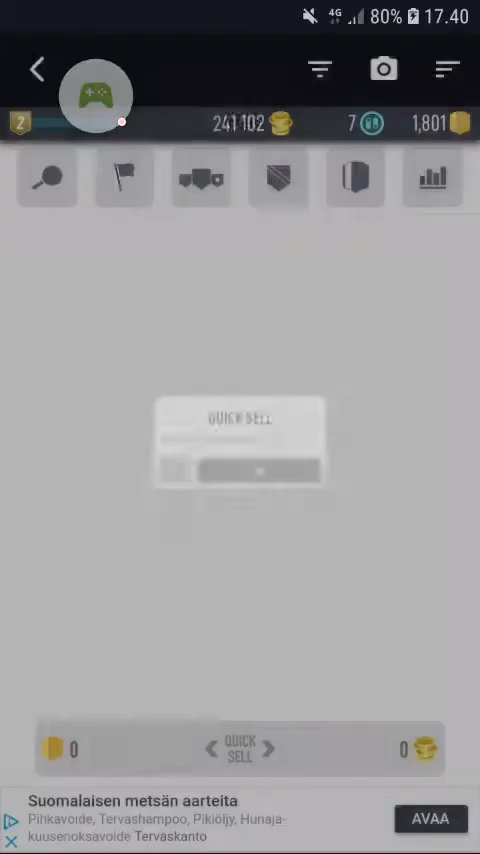 4G 80% 17.40
2 241 102 7 1,801
QUICK SELL
0 QUICK SELL 0
Suomalaisen metsän aarteita
Pihkavoide, Tervashampoo, Pikiöljy, Hunaja-
kuusenoksavoide Tervaskanto
AVAA